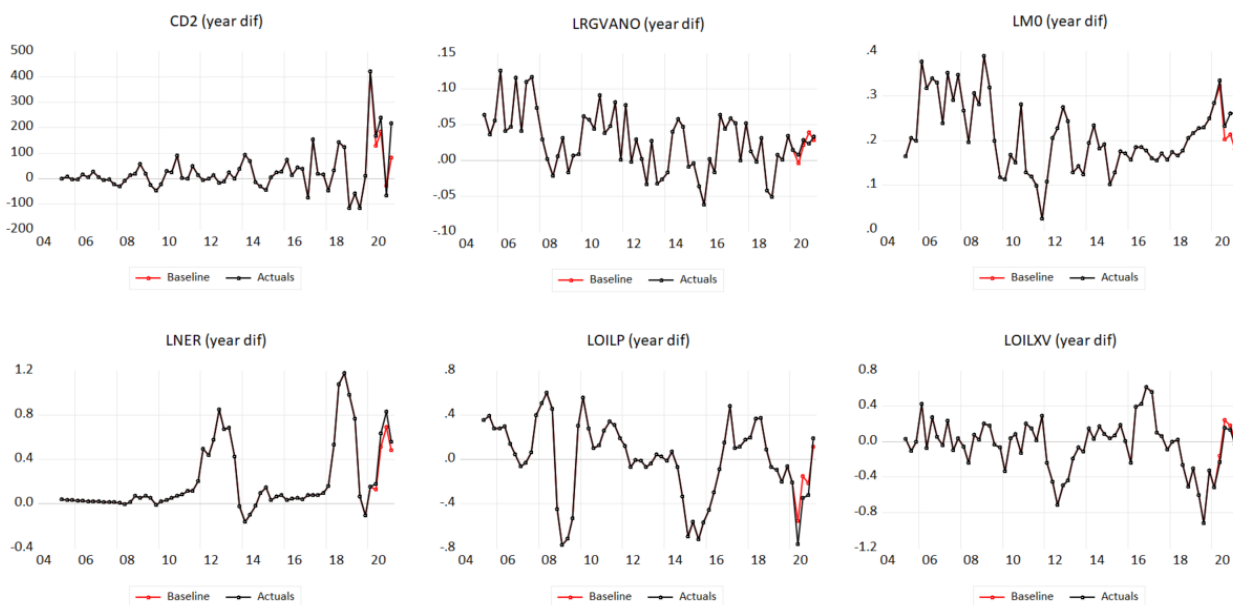 CD2 (year dif)
500
400
300
200
100
0
-100
-200
04 06 08 10 12 14 16 18 20
Baseline Actuals
LRGVANO (year dif)
.15
.10
.05
.00
-.05
-.10
04 06 08 10 12 14 16 18 20
Baseline Actuals
LM0 (year dif)
.4
.3
.2
.1
.0
04 06 08 10 12 14 16 18 20
Baseline Actuals
LNER (year dif)
1.2
0.8
0.4
0.0
-0.4
04 06 08 10 12 14 16 18 20
Baseline Actuals
LOILP (year dif)
.8
.4
.0
-.4
-.8
04 06 08 10 12 14 16 18 20
Baseline Actuals
LOILXV (year dif)
0.8
0.4
0.0
-0.4
-0.8
-1.2
04 06 08 10 12 14 16 18 20
Baseline Actuals